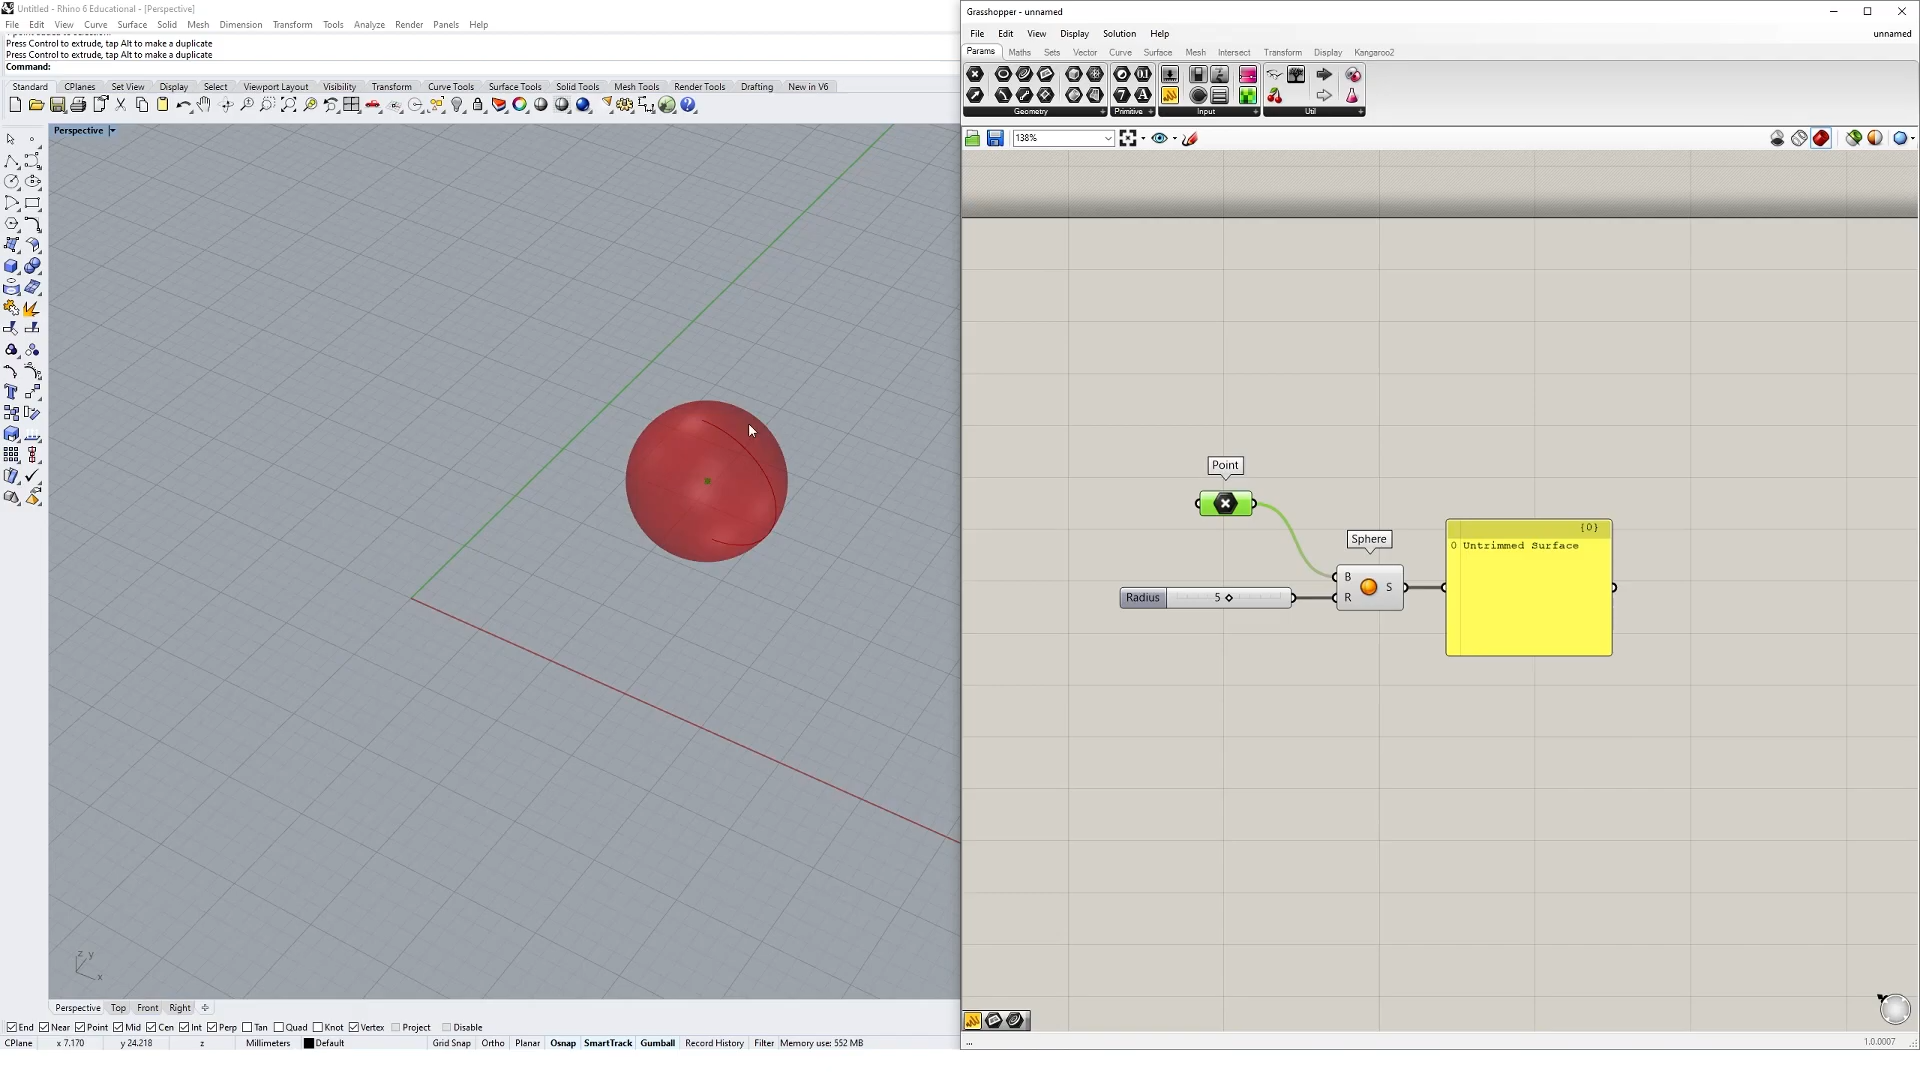 Untitled - Rhino 6 Educational - [Perspective]
File Edit View Curve Surface Solid Mesh Dimension Transform Tools Analyze Render Panels Help
Press Control to extrude, tap Alt to make a duplicate
Press Control to extrude, tap Alt to make a duplicate
Command:
Standard CPlanes Set View Display Select Viewport Layout Visibility Transform Curve Tools Surface Tools Solid Tools Mesh Tools Render Tools Drafting New in V6
Perspective
z y
x
Perspective Top Front Right
End Near Point Mid Cen Int Perp Tan Quad Knot Vertex Project Disable
CPlane x 7.170 y 24.218 z Millimeters Default Grid Snap Ortho Planar Osnap SmartTrack Gumball Record History Filter Memory use: 552 MB
Grasshopper - unnamed
File Edit View Display Solution Help unnamed
Params Maths Sets Vector Curve Surface Mesh Intersect Transform Display Kangaroo2
Geometry Primitive Input Util
138%
Point
Sphere
{0}
0 Untrimmed Surface
B
S
R
Radius 5
... 1.0.0007